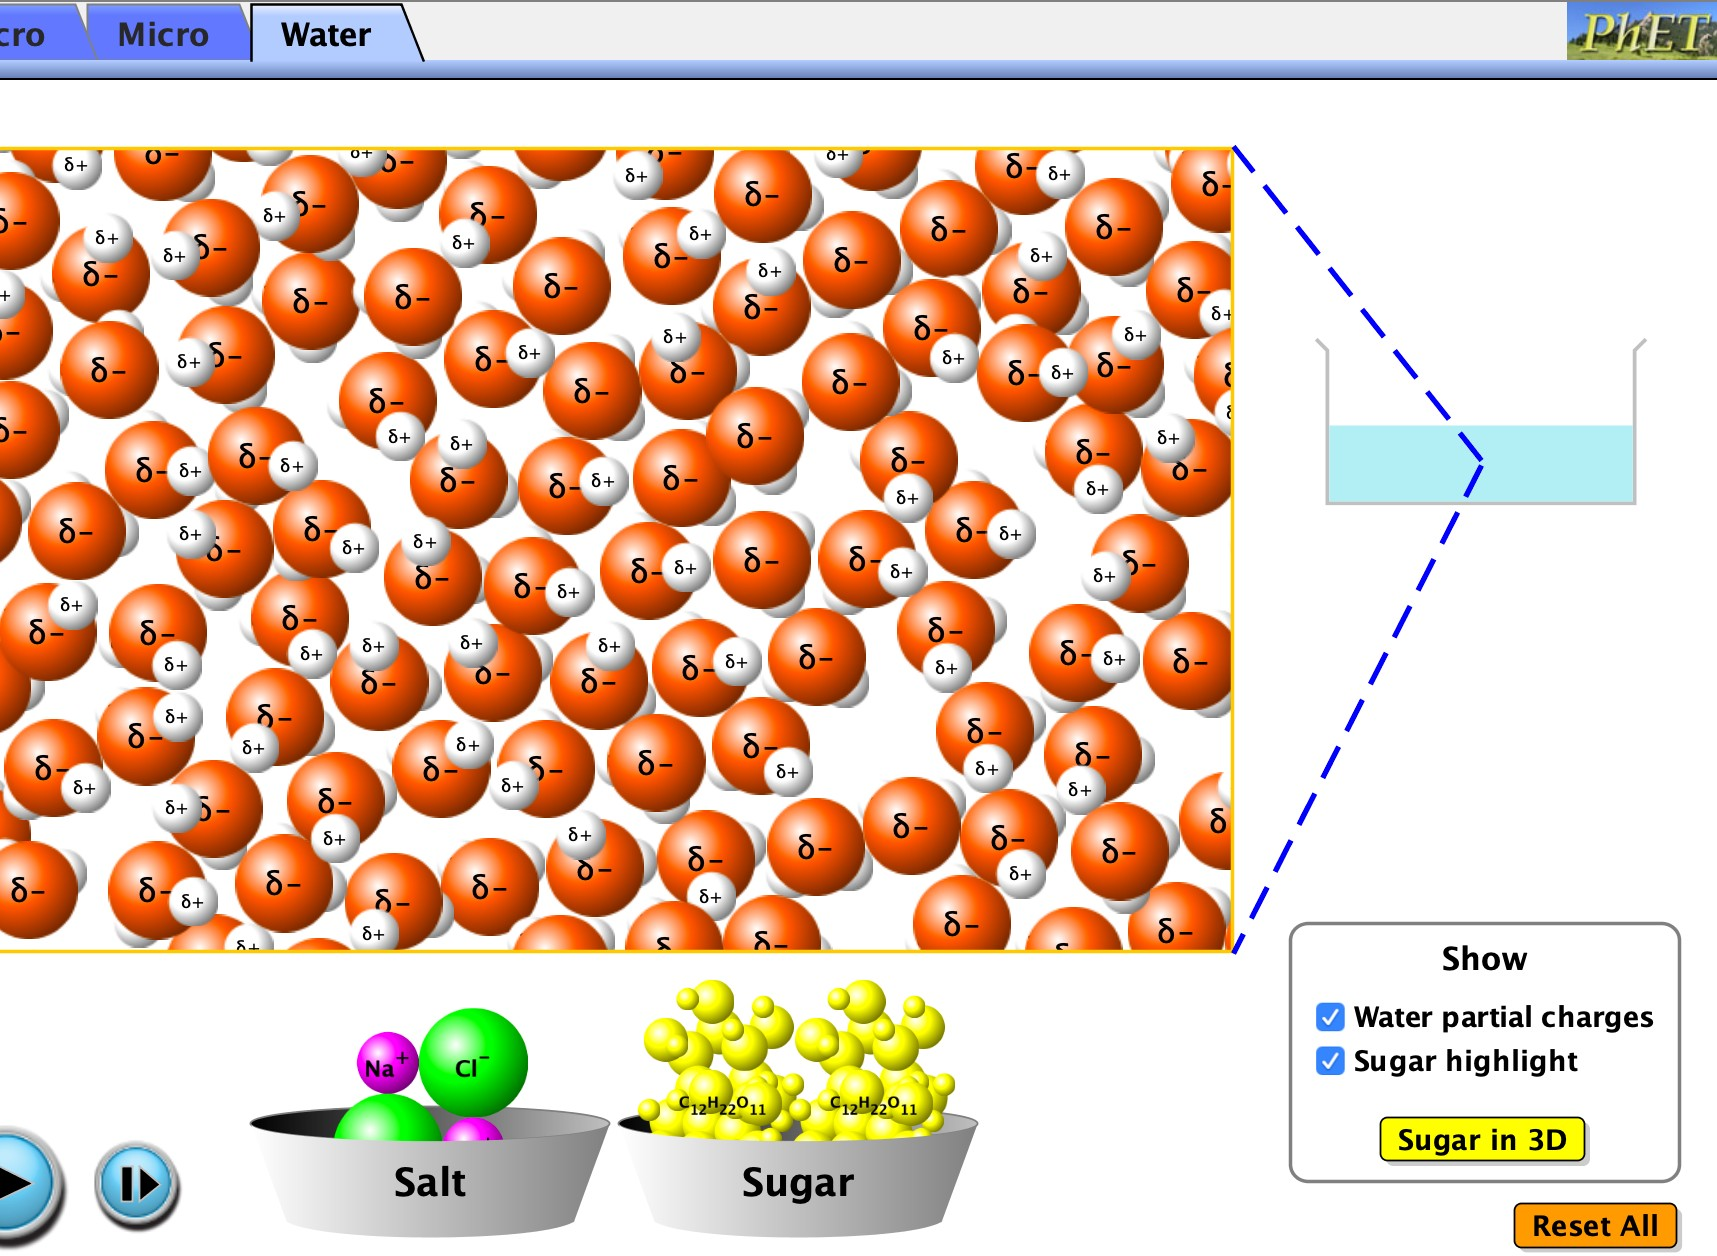 cro
Micro
Water
PhET
δ+
δ−
Na+
Cl−
C12H22O11
C12H22O11
Salt
Sugar
Show
Water partial charges
Sugar highlight
Sugar in 3D
Reset All